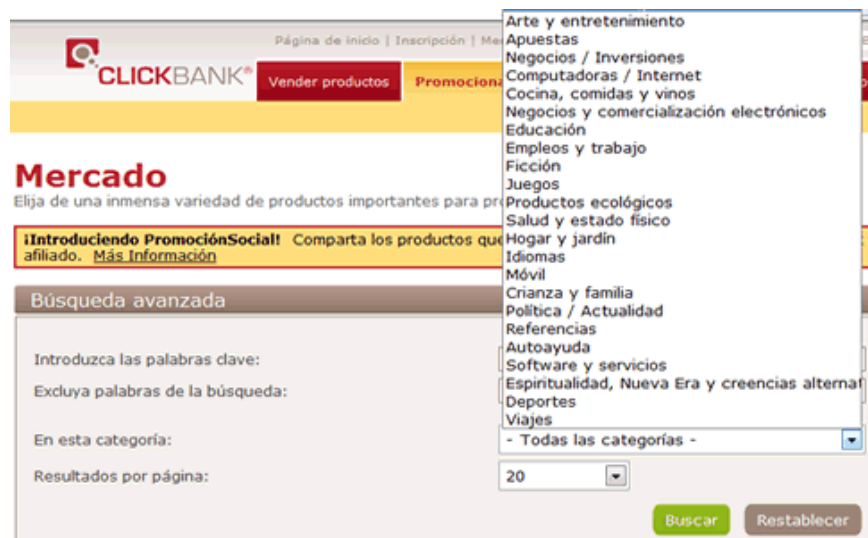 Página de inicio | Inscripción | Me
CLICKBANK®
Vender productos
Promociona
Mercado
Elija de una inmensa variedad de productos importantes para pr
¡Introduciendo PromociónSocial! Comparta los productos que
afiliado. Más Información
Búsqueda avanzada
Introduzca las palabras clave:
Excluya palabras de la búsqueda:
En esta categoría:
Resultados por página:
Arte y entretenimiento
Apuestas
Negocios / Inversiones
Computadoras / Internet
Cocina, comidas y vinos
Negocios y comercialización electrónicos
Educación
Empleos y trabajo
Ficción
Juegos
Productos ecológicos
Salud y estado físico
Hogar y jardín
Idiomas
Móvil
Crianza y familia
Política / Actualidad
Referencias
Autoayuda
Software y servicios
Espiritualidad, Nueva Era y creencias alternat
Deportes
Viajes
- Todas las categorías -
20
Buscar
Restablecer